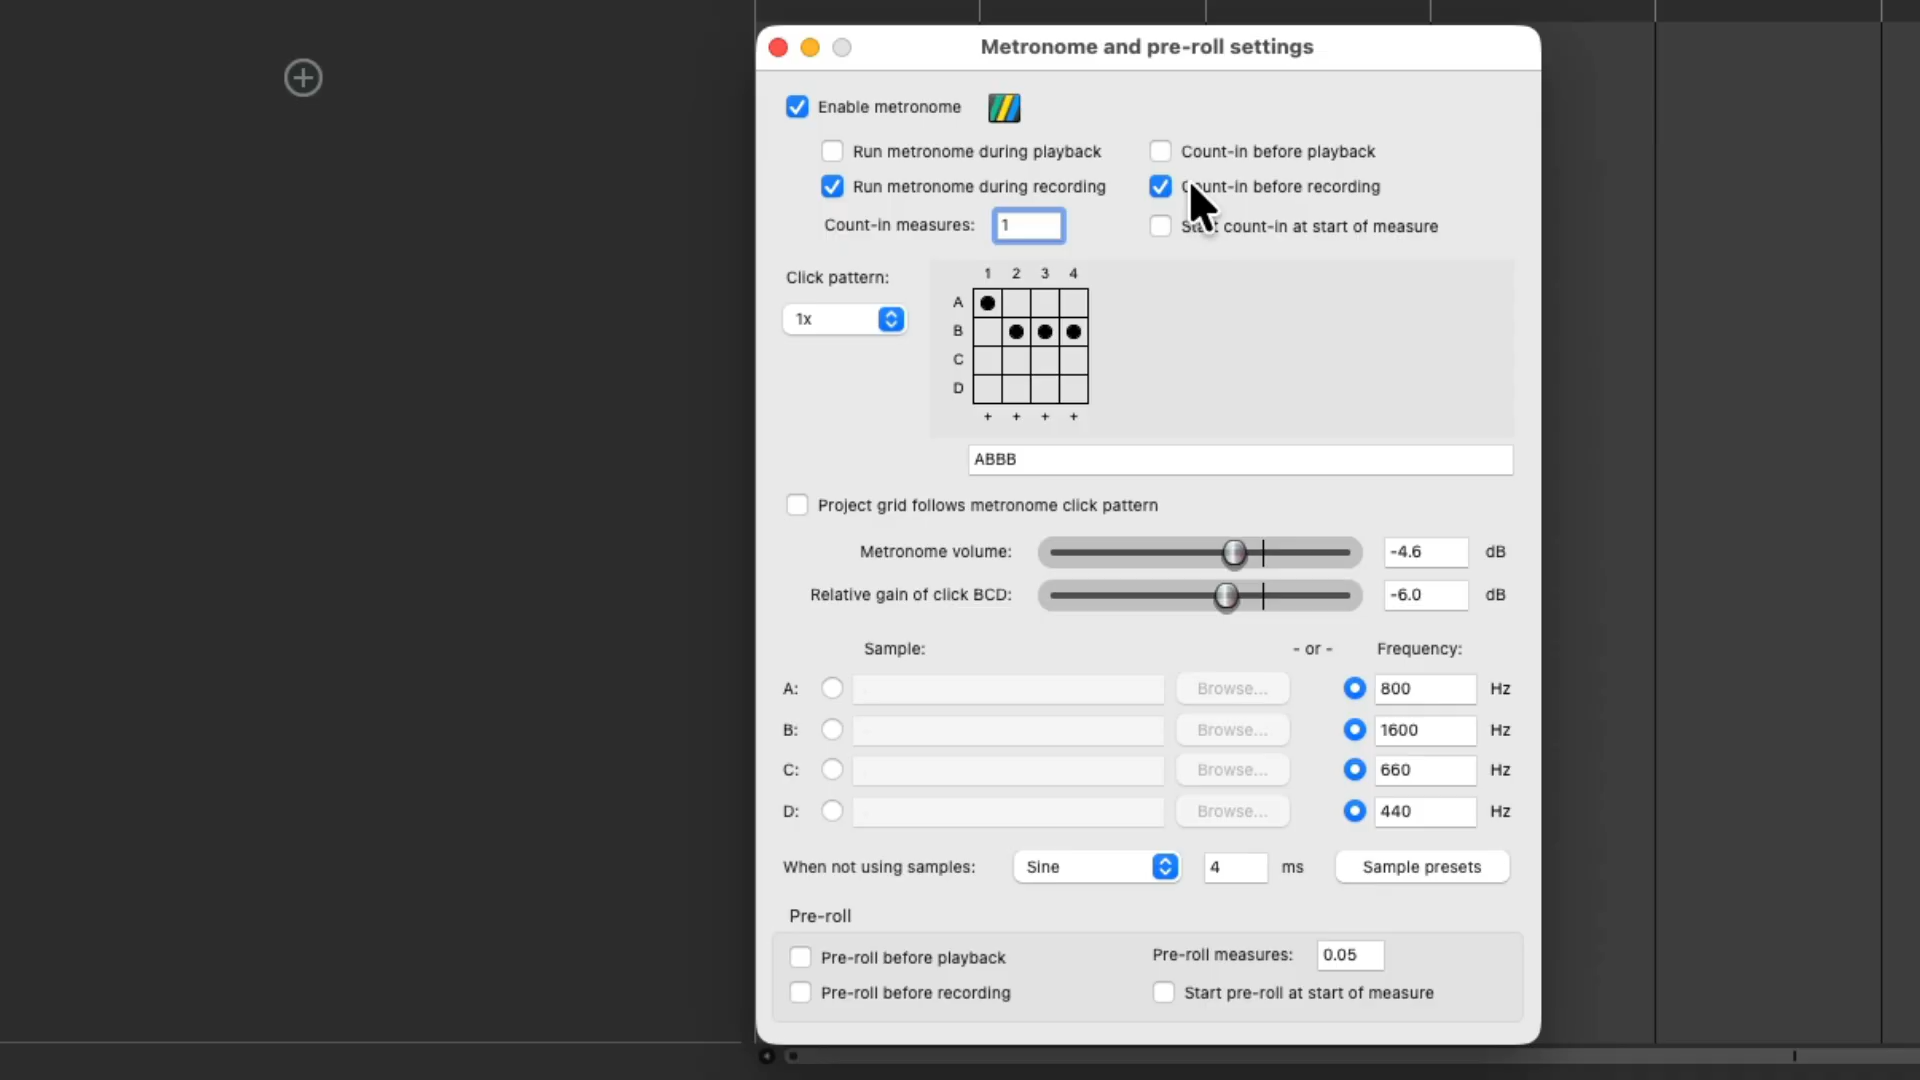 Metronome and pre-roll settings
Enable metronome
Run metronome during playback
Count-in before playback
Run metronome during recording
Count-in before recording
Count-in measures: 1
count-in at start of measure
Click pattern:
1 2 3 4
1x
A
B
C
D
+ + + +
ABBB
Project grid follows metronome click pattern
Metronome volume: -4.6 dB
Relative gain of click BCD: -6.0 dB
Sample: - or - Frequency:
A: Browse... 800 Hz
B: Browse... 1600 Hz
C: Browse... 660 Hz
D: Browse... 440 Hz
When not using samples: Sine 4 ms Sample presets
Pre-roll
Pre-roll before playback
Pre-roll measures: 0.05
Pre-roll before recording
Start pre-roll at start of measure